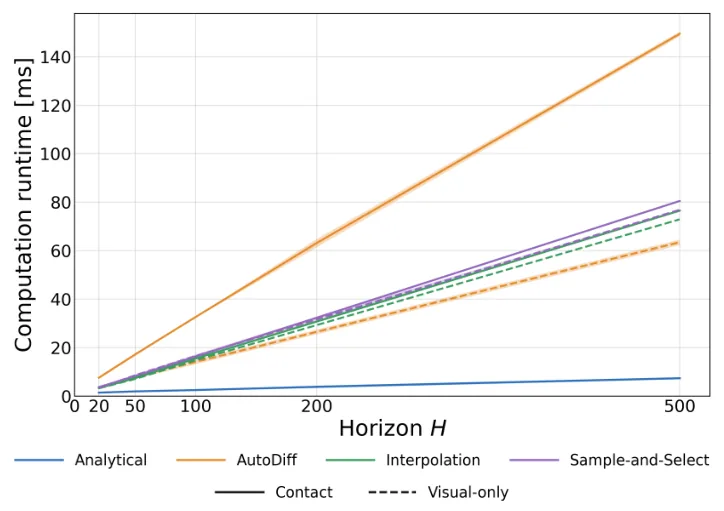 Computation runtime [ms]
140
120
100
80
60
40
20
0
0 20 50 100 200 500
Horizon H
Analytical AutoDiff Interpolation Sample-and-Select
Contact Visual-only